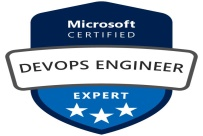 Microsoft
CERTIFIED
DEVOPS ENGINEER
EXPERT